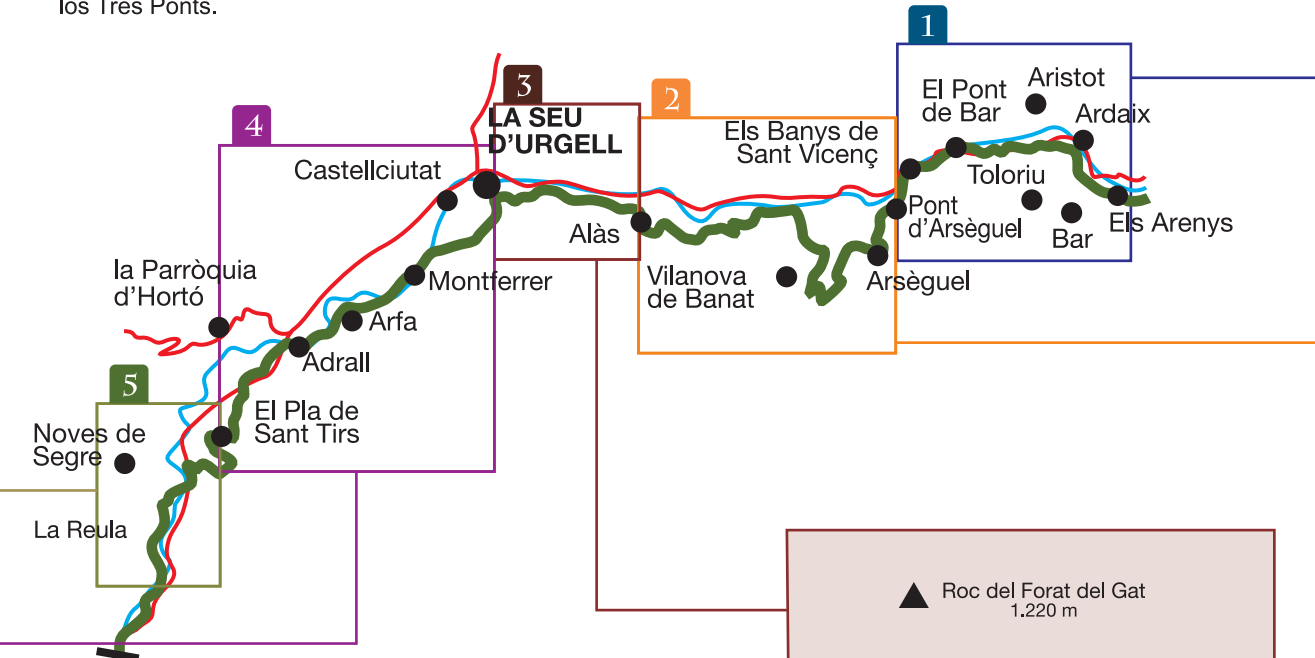 los Tres Ponts.
1
Aristot
El Pont
de Bar
Ardaix
3
2
LA SEU
D'URGELL
4
Els Banys de
Sant Vicenç
Castellciutat
Toloriu
Pont
d'Arsèguel
Els Arenys
Bar
Alàs
la Parròquia
d'Hortó
Montferrer
Vilanova
de Banat
Arsèguel
Arfa
Adrall
5
El Pla de
Sant Tirs
Noves de
Segre
La Reula
Roc del Forat del Gat
1.220 m